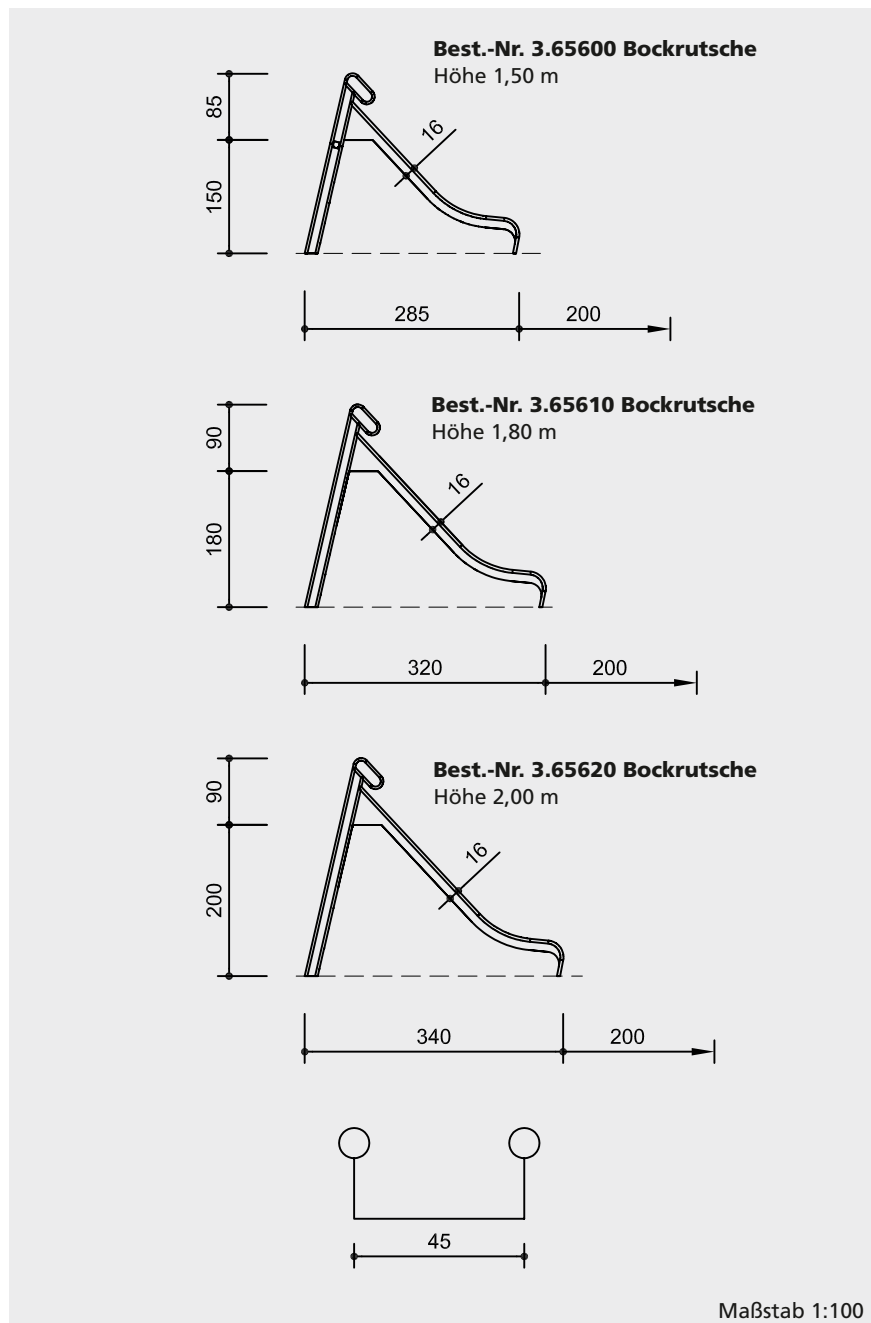 Best.-Nr. 3.65600 Bockrutsche
Höhe 1,50 m
85
16
150
285
200
Best.-Nr. 3.65610 Bockrutsche
Höhe 1,80 m
90
16
180
320
200
Best.-Nr. 3.65620 Bockrutsche
Höhe 2,00 m
90
16
200
340
200
45
Maßstab 1:100